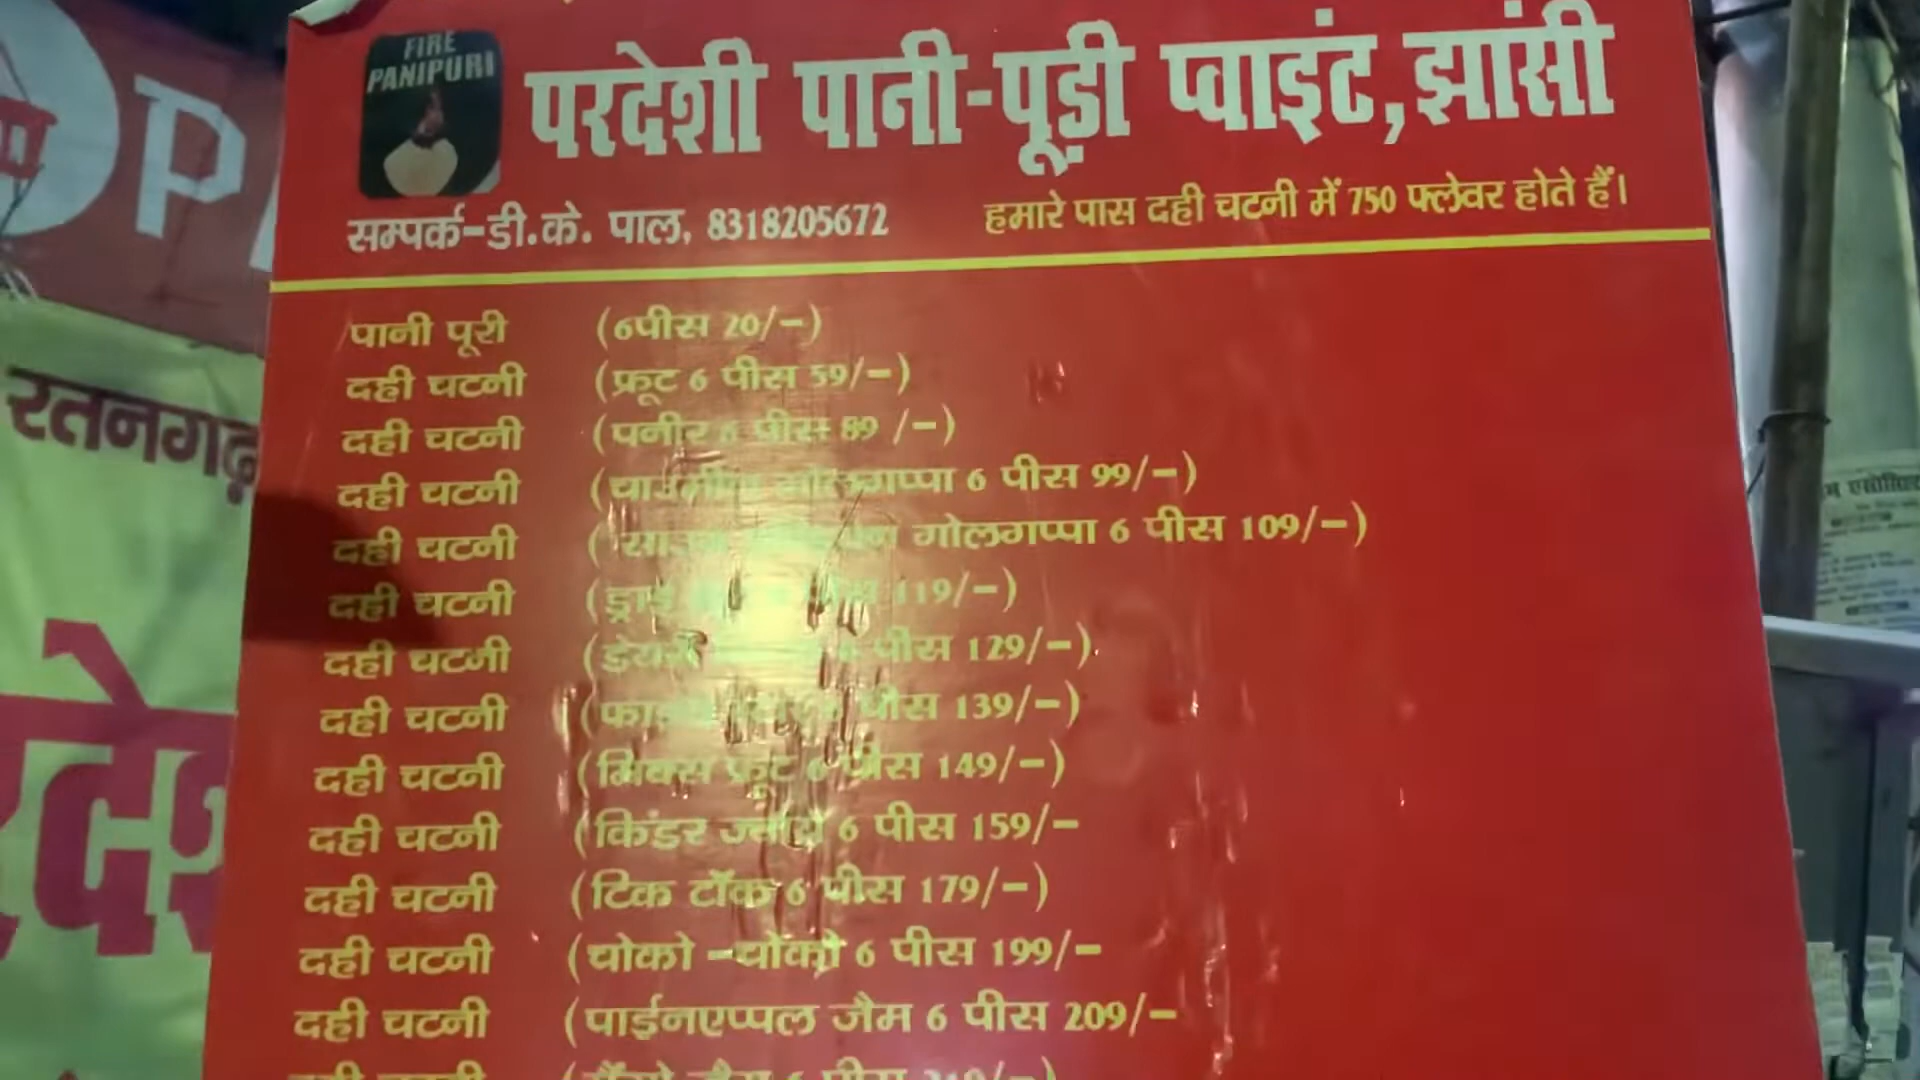 FIRE
PANIPURI
परदेशी पानी-पूड़ी प्वाइंट, झांसी
सम्पर्क-डी.के. पाल, 8318205672
हमारे पास दही चटनी में 750 फ्लेवर होते हैं।
पानी पूरी (6पीस 20/-)
दही चटनी (फ्रूट 6 पीस 59/-)
दही चटनी (पनीर 6 पीस 89 /-)
दही चटनी (चाउमीन गोलगप्पा 6 पीस 99/-)
दही चटनी ( गोलगप्पा 6 पीस 109/-)
दही चटनी (ड्राई 119/-)
दही चटनी 6 पीस 129/-)
दही चटनी पीस 139/-)
दही चटनी (मिक्स फ्रूट 6 पीस 149/-)
दही चटनी (किंडर 6 पीस 159/-
दही चटनी (टिक टॉक 6 पीस 179/-)
दही चटनी (चोको -चोको 6 पीस 199/-
दही चटनी (पाईनएप्पल जैम 6 पीस 209/-
रतनगढ़